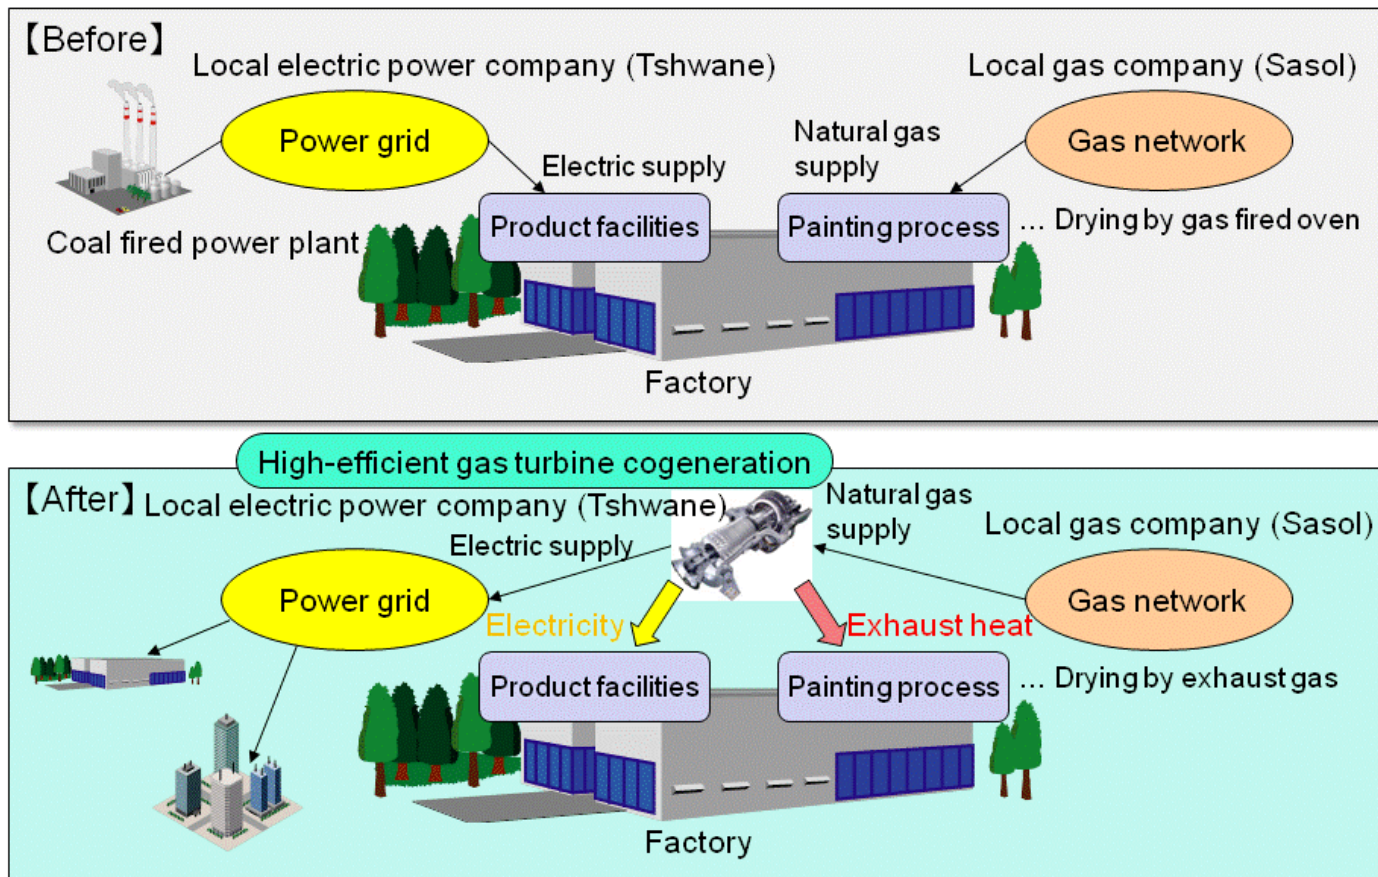 【Before】
Local electric power company (Tshwane)
Local gas company (Sasol)
Power grid
Natural gas
supply
Gas network
Electric supply
Product facilities
Painting process
... Drying by gas fired oven
Coal fired power plant
Factory
High-efficient gas turbine cogeneration
【After】
Local electric power company (Tshwane)
Natural gas
supply
Local gas company (Sasol)
Electric supply
Power grid
Gas network
Electricity
Exhaust heat
Product facilities
Painting process
... Drying by exhaust gas
Factory